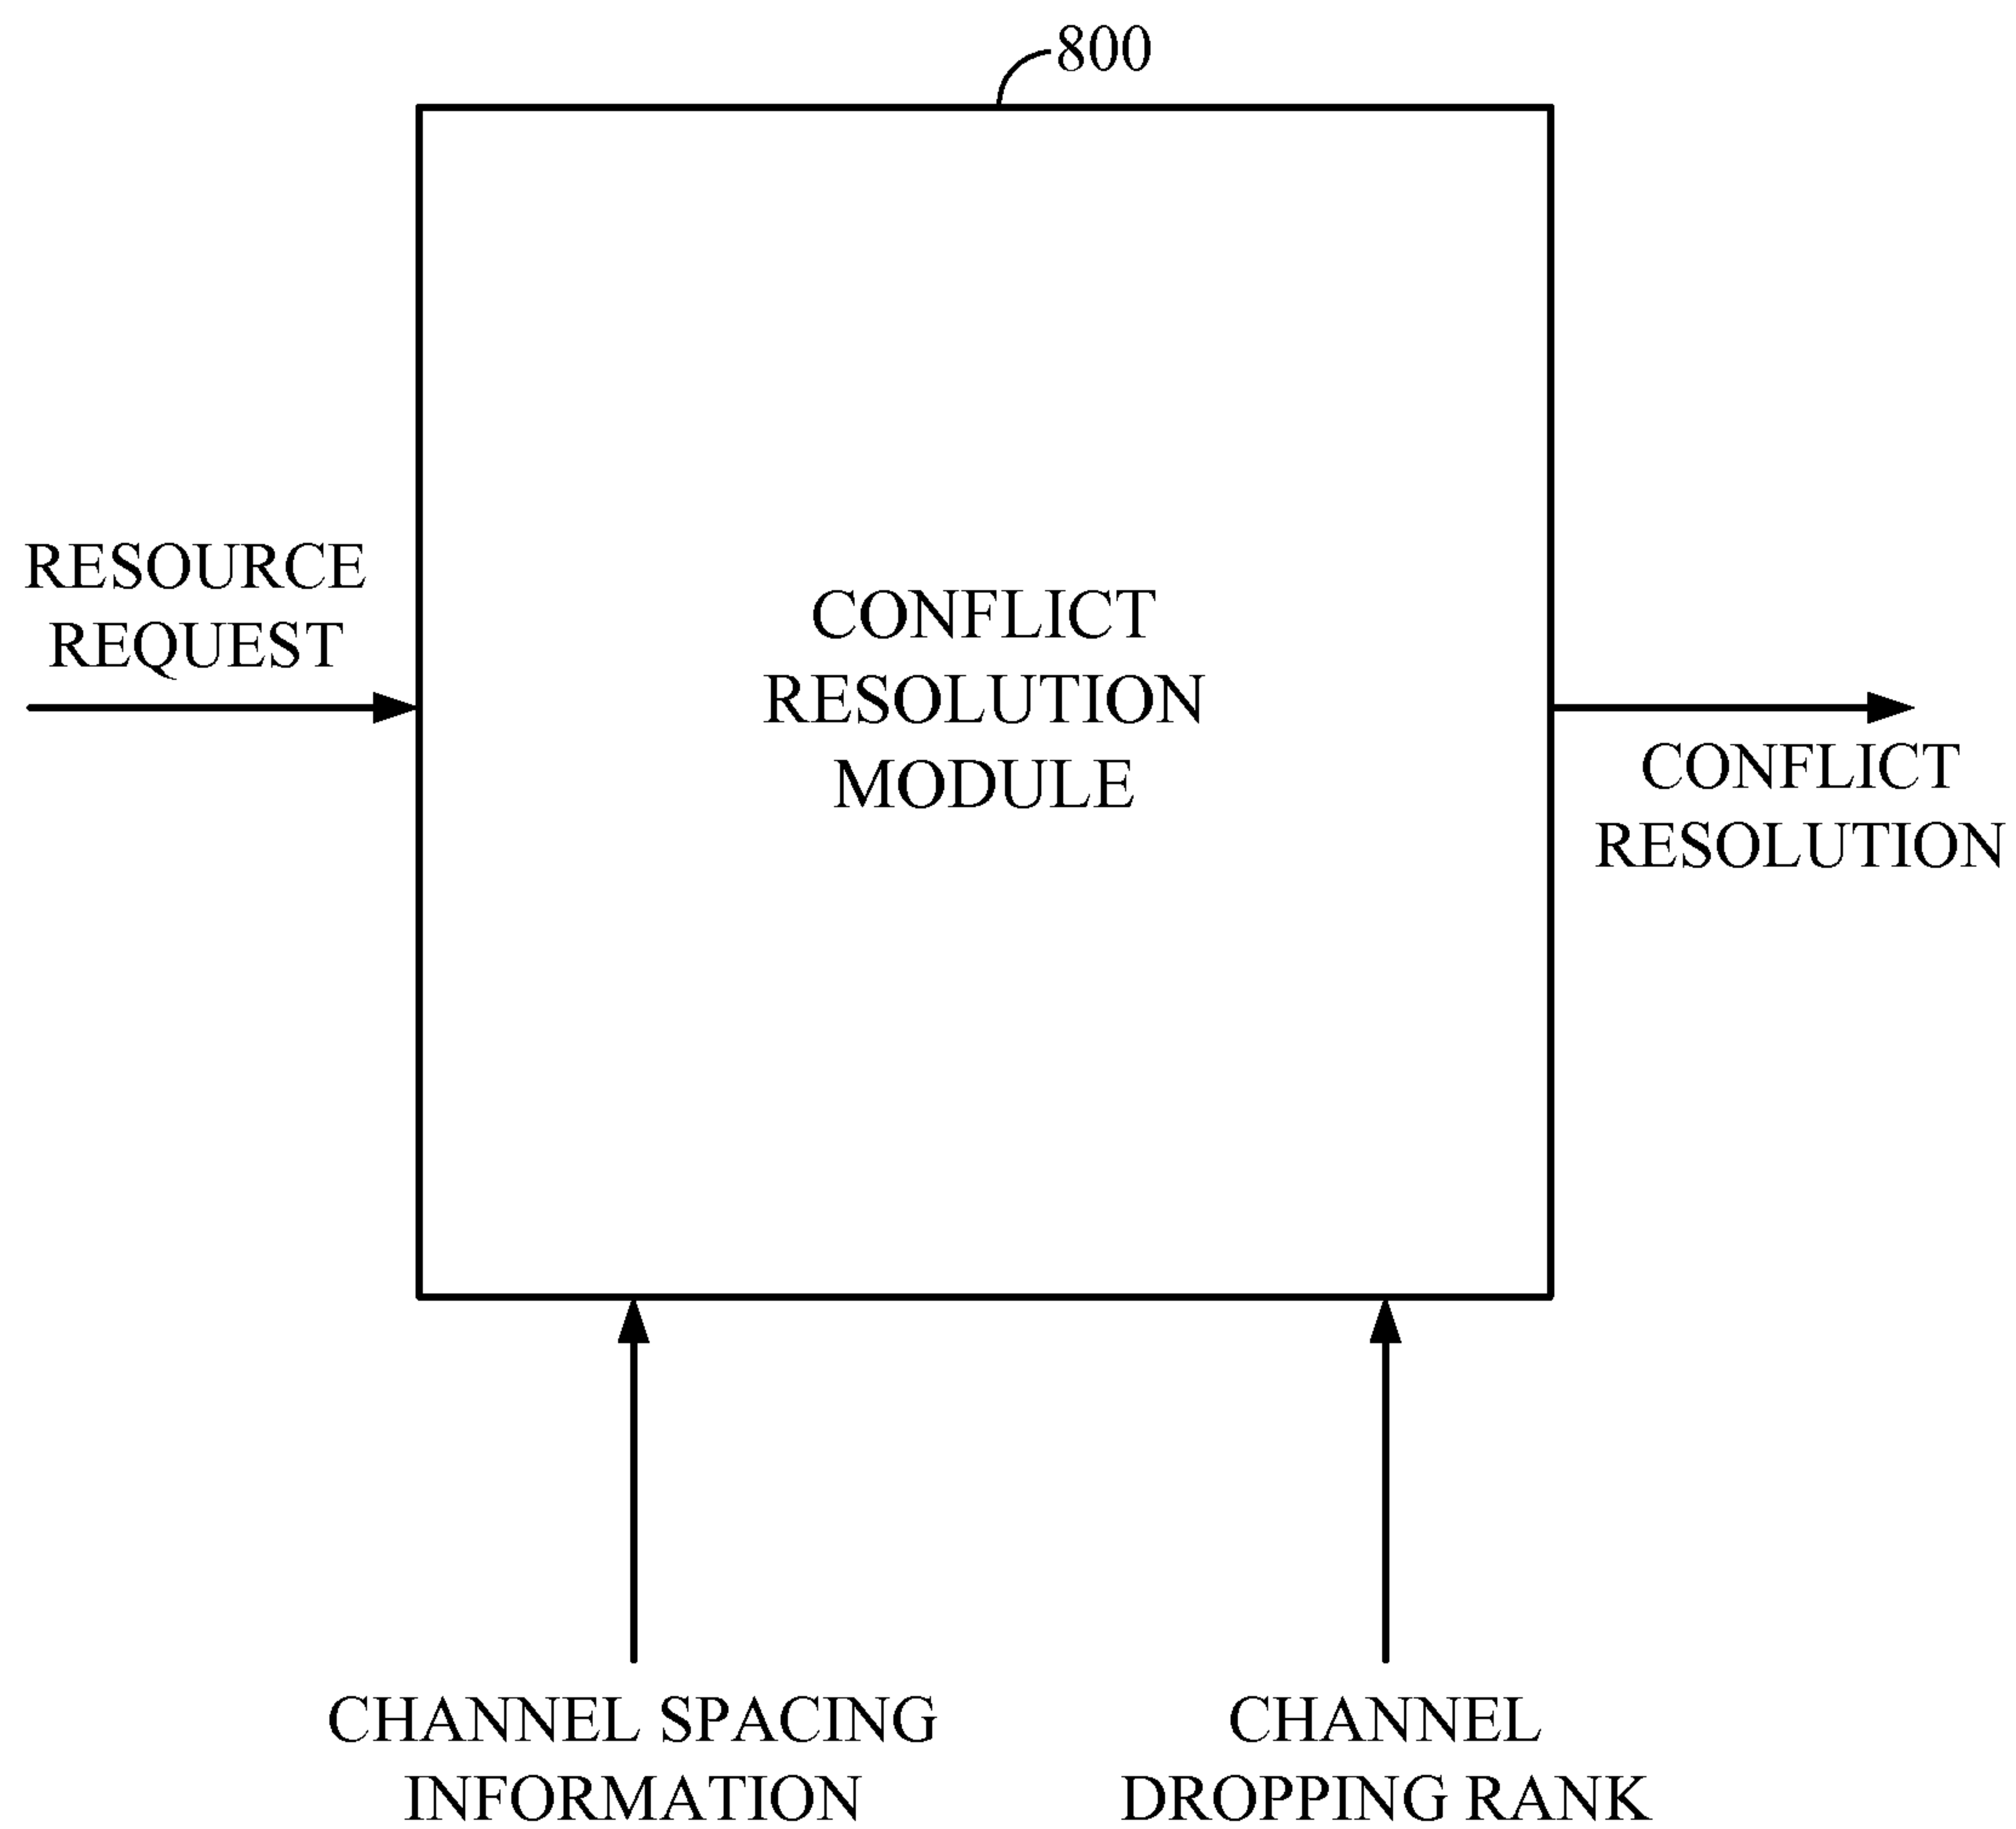 800
RESOURCE
REQUEST
CONFLICT
RESOLUTION
MODULE
CONFLICT
RESOLUTION
CHANNEL SPACING
INFORMATION
CHANNEL
DROPPING RANK